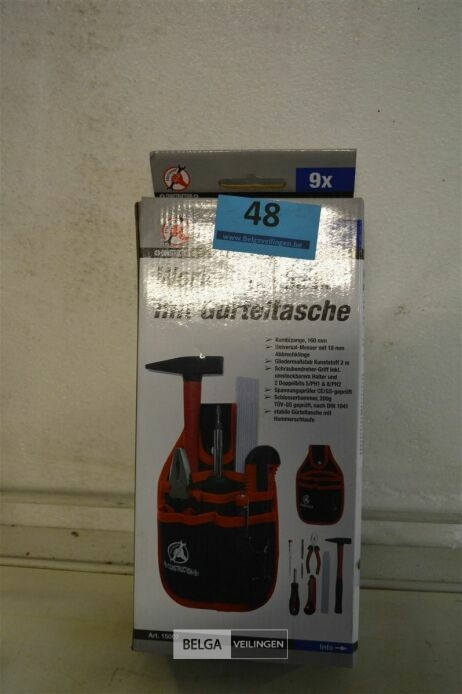 9x
48
www.Belgaveilingen.be
mit Gürteltasche
Kombizange, 160 mm
Universal-Messer mit 18 mm
Abbrechklinge
Gliedermaßstab Kunststoff 2 m
Schraubendreher-Griff inkl.
umsteckbarem Halter und
2 Doppelbits 5/PH1 & 6/PH2
Spannungsprüfer CE/GS-geprüft
Schlosserhammer, 200g
TÜV-GS geprüft, nach DIN 1041
stabile Gürteltasche mit
Hammerschlaufe
Art.
Info
BELGA VEILINGEN